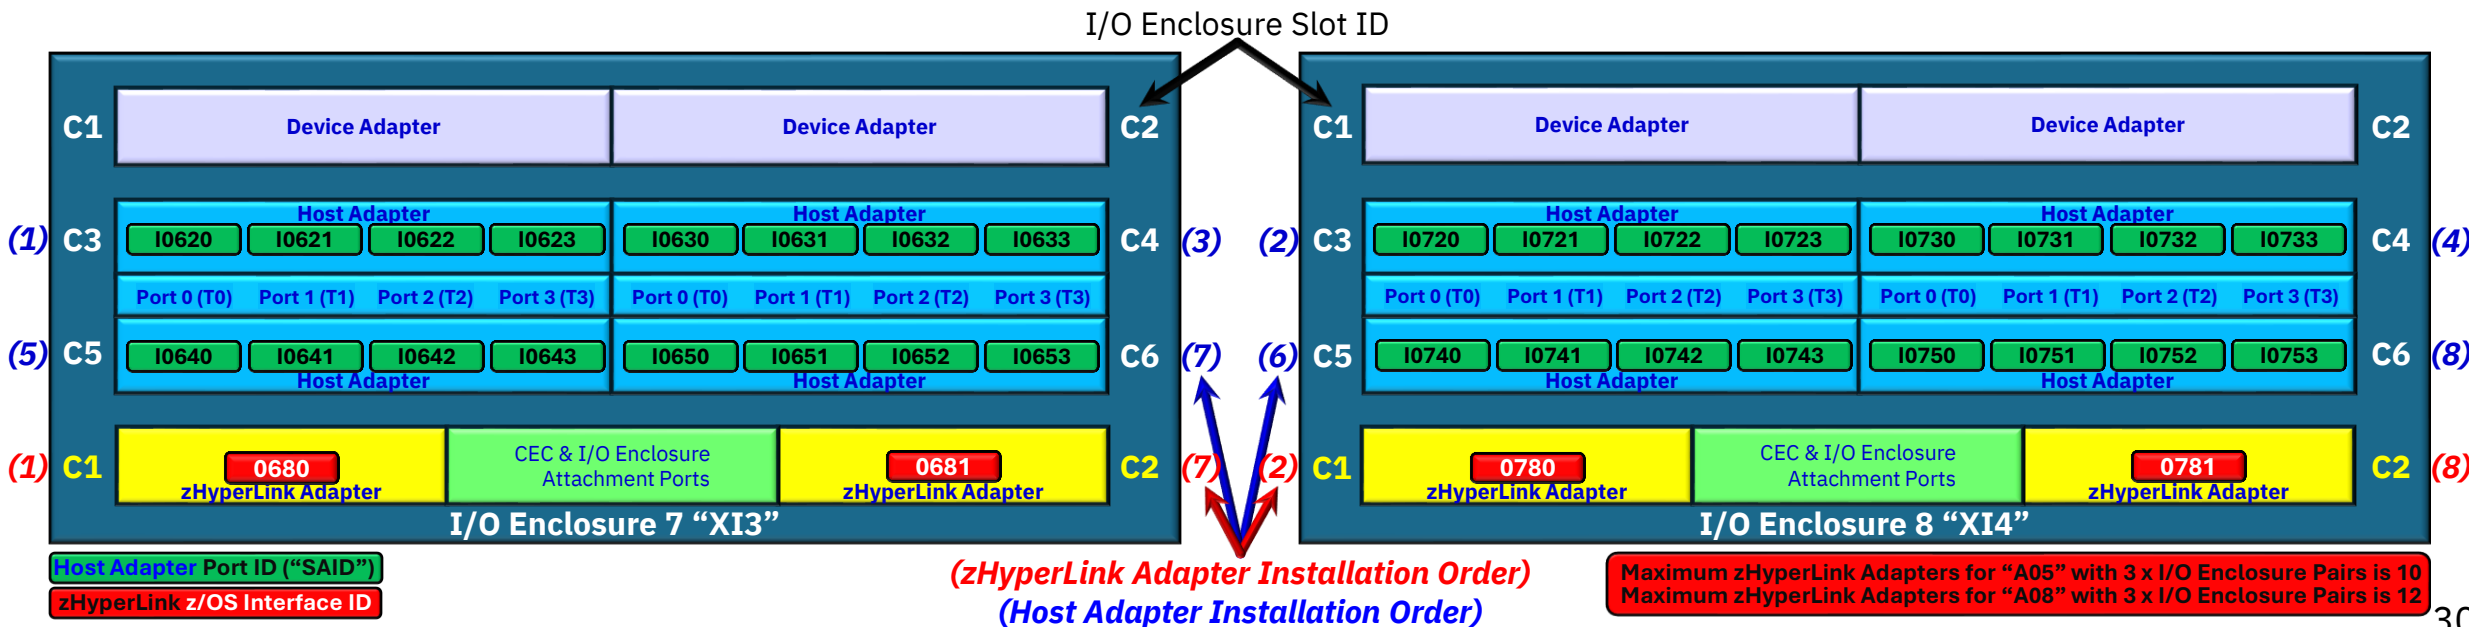 I/O Enclosure Slot ID
C1 Device Adapter Device Adapter C2
C1 Device Adapter Device Adapter C2
Host Adapter Host Adapter
(1) C3 I0620 I0621 I0622 I0623 I0630 I0631 I0632 I0633 C4 (3)
Port 0 (T0) Port 1 (T1) Port 2 (T2) Port 3 (T3) Port 0 (T0) Port 1 (T1) Port 2 (T2) Port 3 (T3)
(5) C5 I0640 I0641 I0642 I0643 I0650 I0651 I0652 I0653 C6 (7)
Host Adapter Host Adapter
Host Adapter Host Adapter
(2) C3 I0720 I0721 I0722 I0723 I0730 I0731 I0732 I0733 C4 (4)
Port 0 (T0) Port 1 (T1) Port 2 (T2) Port 3 (T3) Port 0 (T0) Port 1 (T1) Port 2 (T2) Port 3 (T3)
(6) C5 I0740 I0741 I0742 I0743 I0750 I0751 I0752 I0753 C6 (8)
Host Adapter Host Adapter
(1) C1 0680 CEC & I/O Enclosure 0681 C2 (7)
Attachment Ports
zHyperLink Adapter zHyperLink Adapter
I/O Enclosure 7 “XI3”
(2) C1 0780 CEC & I/O Enclosure 0781 C2 (8)
Attachment Ports
zHyperLink Adapter zHyperLink Adapter
I/O Enclosure 8 “XI4”
Host Adapter Port ID (“SAID”)
zHyperLink z/OS Interface ID
(zHyperLink Adapter Installation Order)
(Host Adapter Installation Order)
Maximum zHyperLink Adapters for “A05” with 3 x I/O Enclosure Pairs is 10
Maximum zHyperLink Adapters for “A08” with 3 x I/O Enclosure Pairs is 12